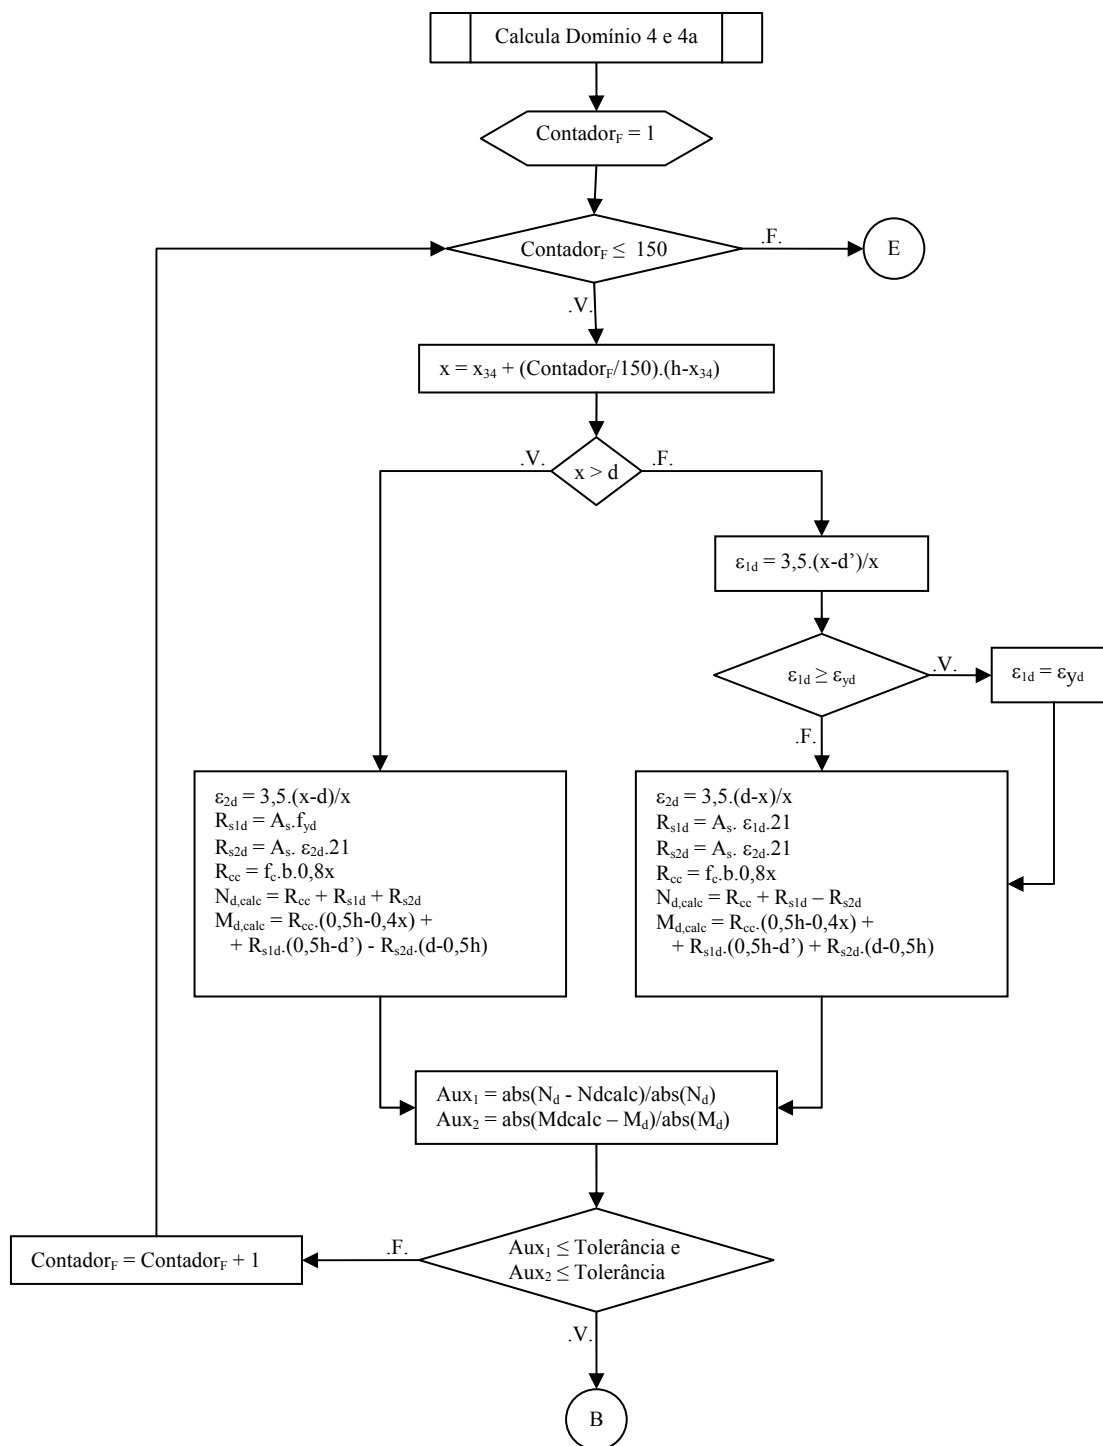 Calcula Domínio 4 e 4a
Contador_F = 1
Contador_F ≤ 150
.F.
E
.V.
x = x_34 + (Contador_F/150).(h-x_34)
.V.
x > d
.F.
ε_1d = 3,5.(x-d’)/x
ε_1d ≥ ε_yd
.V.
ε_1d = ε_yd
.F.
ε_2d = 3,5.(x-d)/x
R_s1d = A_s.f_yd
R_s2d = A_s. ε_2d.21
R_cc = f_c.b.0,8x
N_d,calc = R_cc + R_s1d + R_s2d
M_d,calc = R_cc.(0,5h-0,4x) +
+ R_s1d.(0,5h-d’) - R_s2d.(d-0,5h)
ε_2d = 3,5.(d-x)/x
R_s1d = A_s. ε_1d.21
R_s2d = A_s. ε_2d.21
R_cc = f_c.b.0,8x
N_d,calc = R_cc + R_s1d – R_s2d
M_d,calc = R_cc.(0,5h-0,4x) +
+ R_s1d.(0,5h-d’) + R_s2d.(d-0,5h)
Aux_1 = abs(N_d - Ndcalc)/abs(N_d)
Aux_2 = abs(Mdcalc – M_d)/abs(M_d)
Contador_F = Contador_F + 1
.F.
Aux_1 ≤ Tolerância e
Aux_2 ≤ Tolerância
.V.
B